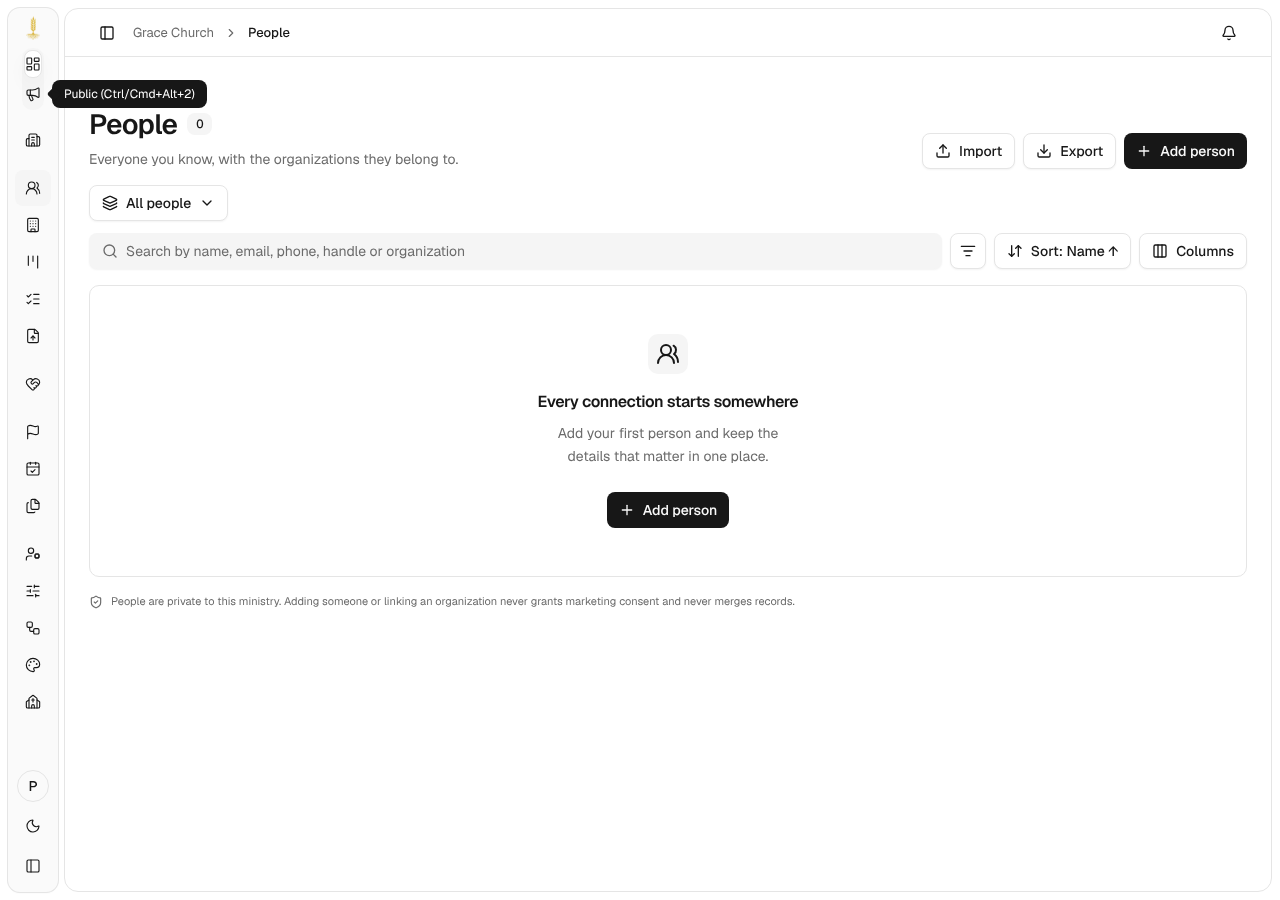 Grace Church
People
Public (Ctrl/Cmd+Alt+2)
People 0
Everyone you know, with the organizations they belong to.
Import
Export
Add person
All people
Search by name, email, phone, handle or organization
Sort: Name ↑
Columns
Every connection starts somewhere
Add your first person and keep the
details that matter in one place.
Add person
People are private to this ministry. Adding someone or linking an organization never grants marketing consent and never merges records.
P